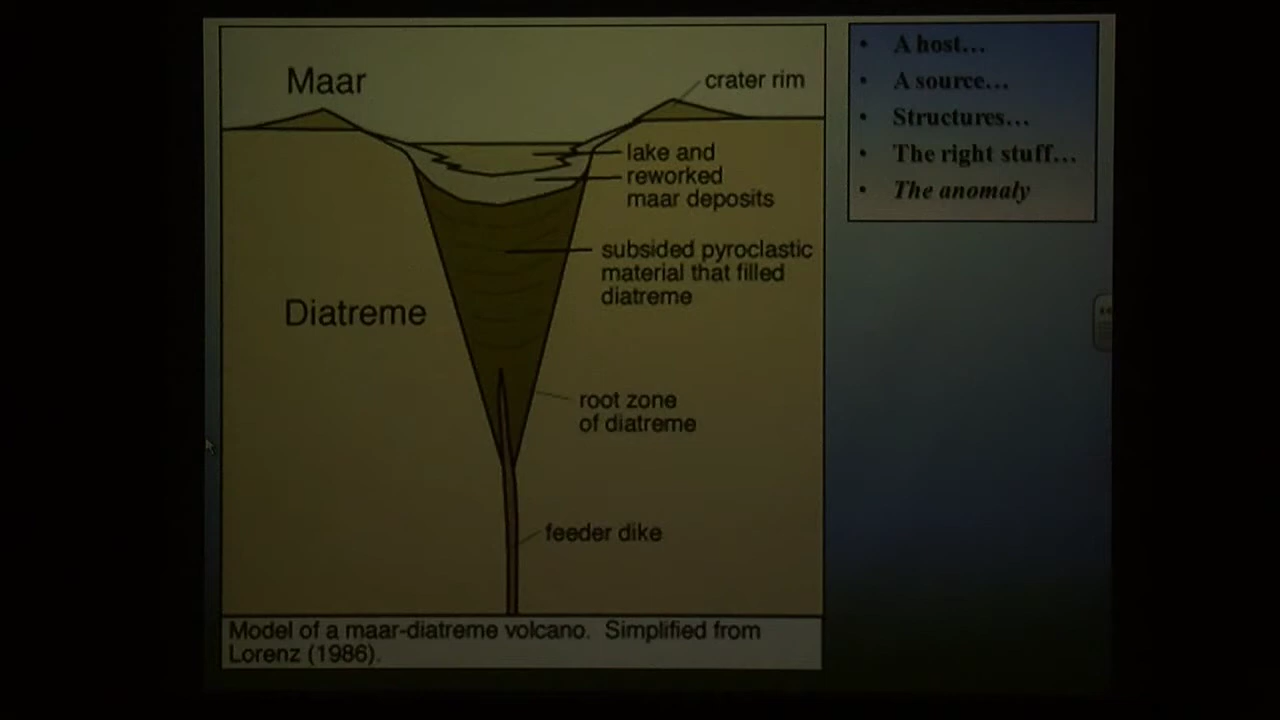 Maar
crater rim
lake and
reworked
maar deposits
subsided pyroclastic
material that filled
diatreme
Diatreme
root zone
of diatreme
feeder dike
Model of a maar-diatreme volcano. Simplified from
Lorenz (1986).
• A host...
• A source...
• Structures...
• The right stuff...
• The anomaly